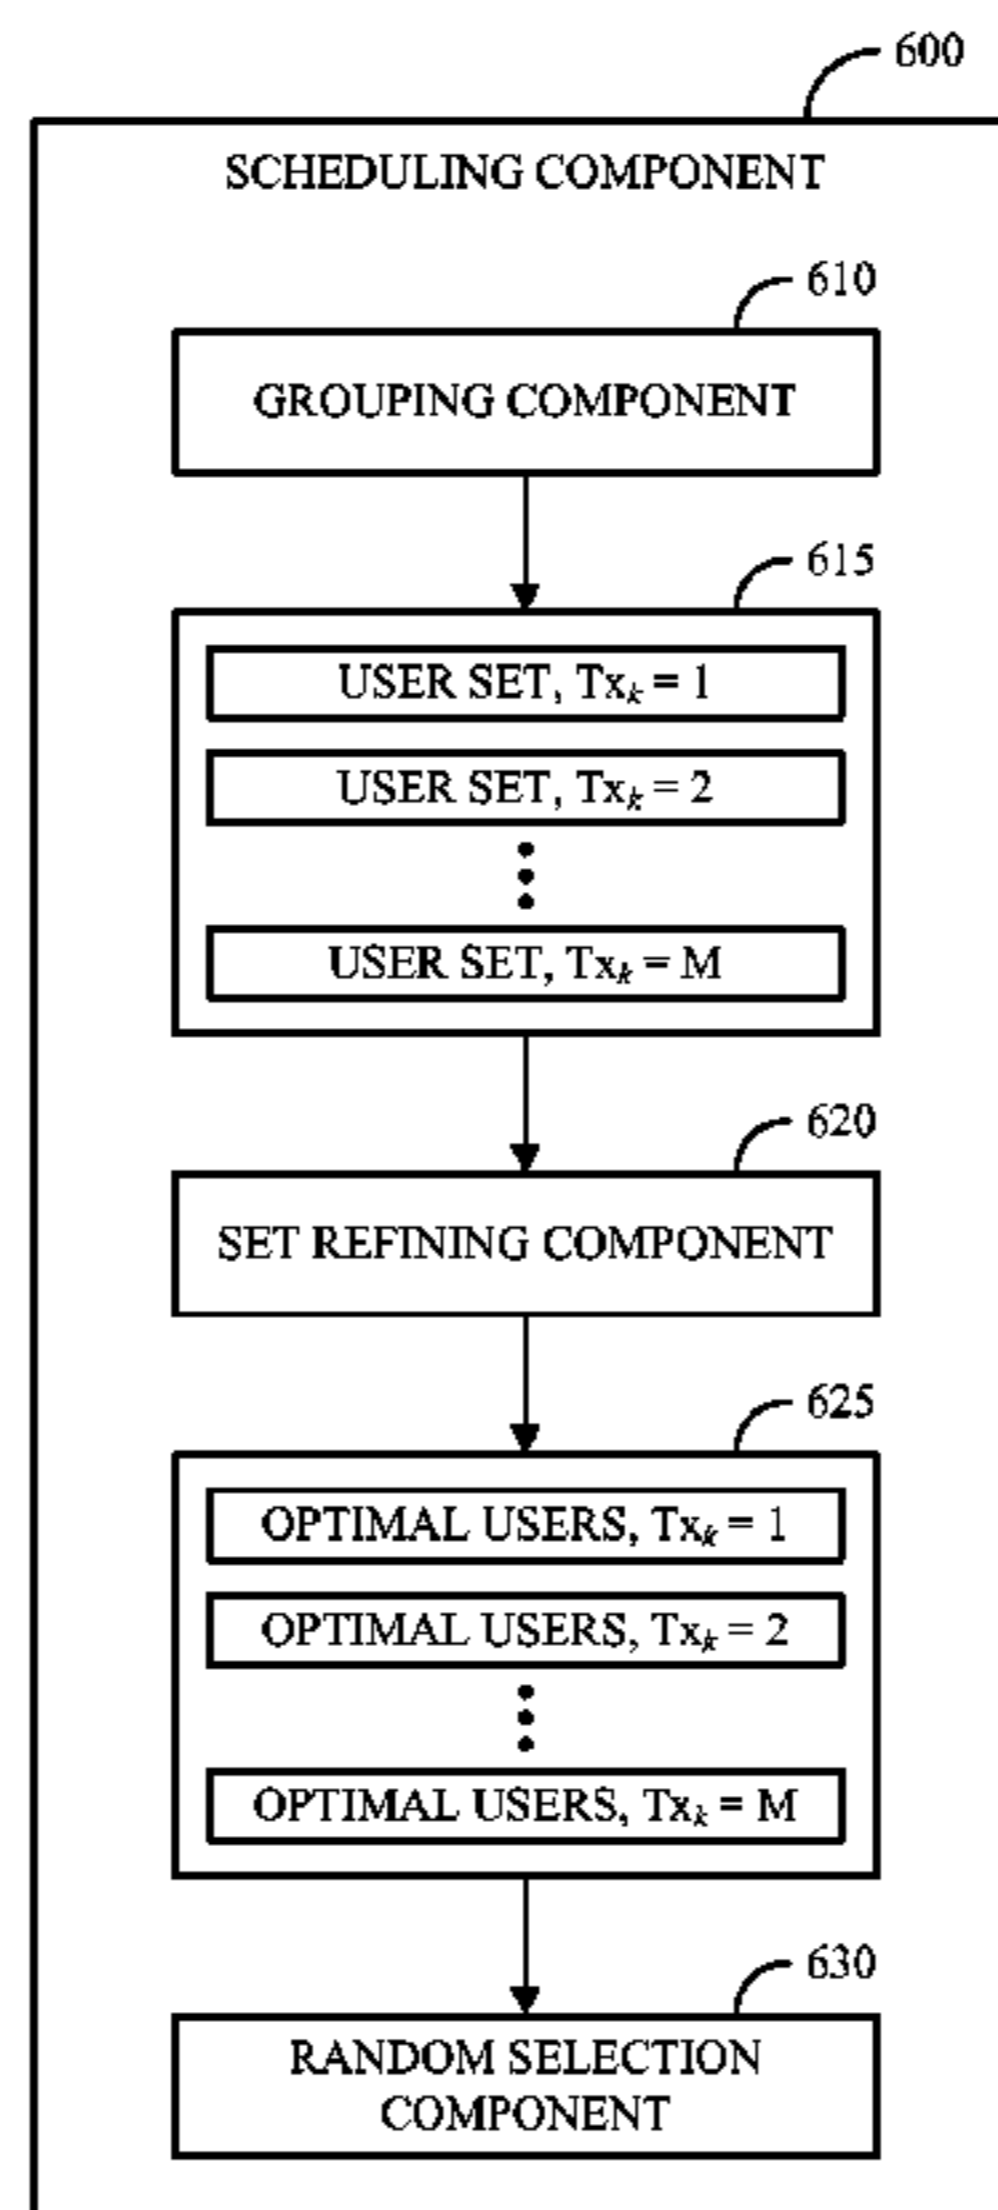 600
SCHEDULING COMPONENT
610
GROUPING COMPONENT
615
USER SET, Txk = 1
USER SET, Txk = 2
USER SET, Txk = M
620
SET REFINING COMPONENT
625
OPTIMAL USERS, Txk = 1
OPTIMAL USERS, Txk = 2
OPTIMAL USERS, Txk = M
630
RANDOM SELECTION
COMPONENT